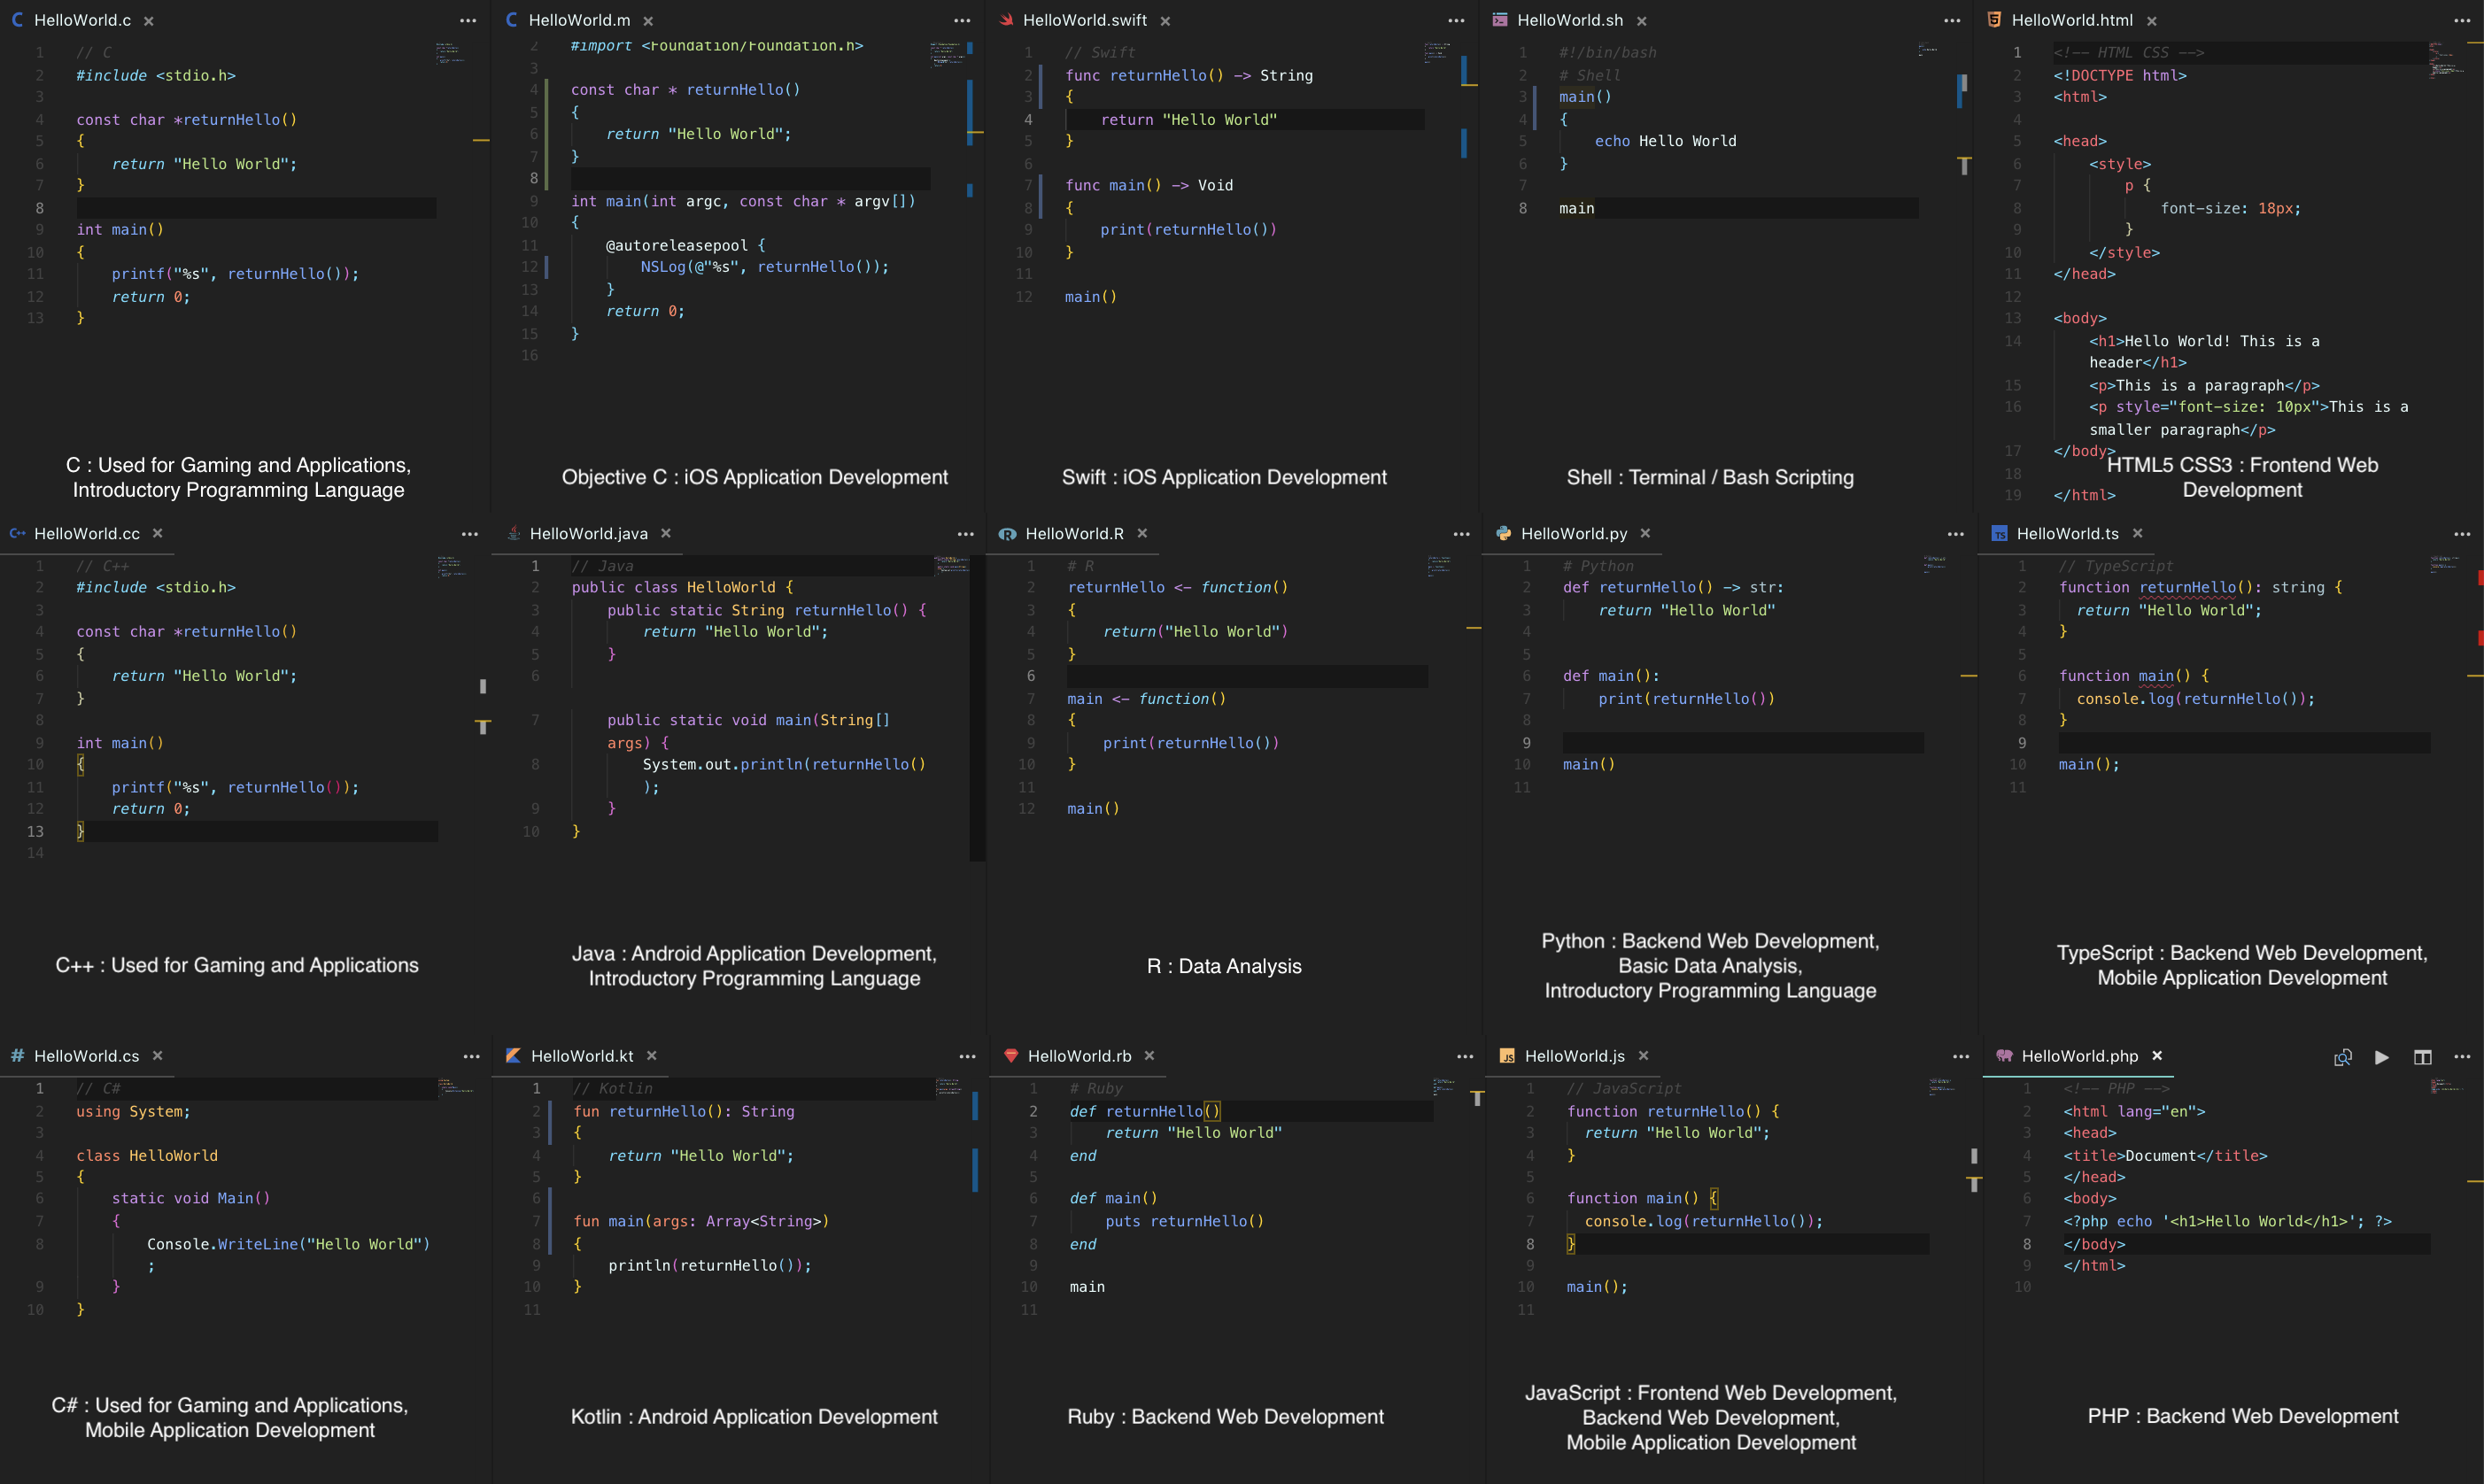 HelloWorld.c
1 // C
2 #include <stdio.h>
3
4 const char *returnHello()
5 {
6 return "Hello World";
7 }
8
9 int main()
10 {
11 printf("%s", returnHello());
12 return 0;
13 }
C : Used for Gaming and Applications,
Introductory Programming Language
HelloWorld.m
2 #import <Foundation/Foundation.h>
3
4 const char * returnHello()
5 {
6 return "Hello World";
7 }
8
9 int main(int argc, const char * argv[])
10 {
11 @autoreleasepool {
12 NSLog(@"%s", returnHello());
13 }
14 return 0;
15 }
16
Objective C : iOS Application Development
HelloWorld.swift
1 // Swift
2 func returnHello() -> String
3 {
4 return "Hello World"
5 }
6
7 func main() -> Void
8 {
9 print(returnHello())
10 }
11
12 main()
Swift : iOS Application Development
HelloWorld.sh
1 #!/bin/bash
2 # Shell
3 main()
4 {
5 echo Hello World
6 }
7
8 main
Shell : Terminal / Bash Scripting
HelloWorld.html
1 <!-- HTML CSS -->
2 <!DOCTYPE html>
3 <html>
4
5 <head>
6 <style>
7 p {
8 font-size: 18px;
9 }
10 </style>
11 </head>
12
13 <body>
14 <h1>Hello World! This is a
header</h1>
15 <p>This is a paragraph</p>
16 <p style="font-size: 10px">This is a
smaller paragraph</p>
17 </body>
18
19 </html>
HTML5 CSS3 : Frontend Web
Development
HelloWorld.cc
1 // C++
2 #include <stdio.h>
3
4 const char *returnHello()
5 {
6 return "Hello World";
7 }
8
9 int main()
10 {
11 printf("%s", returnHello());
12 return 0;
13 }
14
C++ : Used for Gaming and Applications
HelloWorld.java
1 // Java
2 public class HelloWorld {
3 public static String returnHello() {
4 return "Hello World";
5 }
6
7 public static void main(String[]
args) {
8 System.out.println(returnHello()
);
9 }
10 }
Java : Android Application Development,
Introductory Programming Language
HelloWorld.R
1 # R
2 returnHello <- function()
3 {
4 return("Hello World")
5 }
6
7 main <- function()
8 {
9 print(returnHello())
10 }
11
12 main()
R : Data Analysis
HelloWorld.py
1 # Python
2 def returnHello() -> str:
3 return "Hello World"
4
5
6 def main():
7 print(returnHello())
8
9
10 main()
11
Python : Backend Web Development,
Basic Data Analysis,
Introductory Programming Language
TS HelloWorld.ts
1 // TypeScript
2 function returnHello(): string {
3 return "Hello World";
4 }
5
6 function main() {
7 console.log(returnHello());
8 }
9
10 main();
11
TypeScript : Backend Web Development,
Mobile Application Development
HelloWorld.cs
1 // C#
2 using System;
3
4 class HelloWorld
5 {
6 static void Main()
7 {
8 Console.WriteLine("Hello World")
;
9 }
10 }
C# : Used for Gaming and Applications,
Mobile Application Development
HelloWorld.kt
1 // Kotlin
2 fun returnHello(): String
3 {
4 return "Hello World";
5 }
6
7 fun main(args: Array<String>)
8 {
9 println(returnHello());
10 }
11
Kotlin : Android Application Development
HelloWorld.rb
1 # Ruby
2 def returnHello()
3 return "Hello World"
4 end
5
6 def main()
7 puts returnHello()
8 end
9
10 main
11
Ruby : Backend Web Development
JS HelloWorld.js
1 // JavaScript
2 function returnHello() {
3 return "Hello World";
4 }
5
6 function main() {
7 console.log(returnHello());
8 }
9
10 main();
11
JavaScript : Frontend Web Development,
Backend Web Development,
Mobile Application Development
HelloWorld.php
1 <!-- PHP -->
2 <html lang="en">
3 <head>
4 <title>Document</title>
5 </head>
6 <body>
7 <?php echo '<h1>Hello World</h1>'; ?>
8 </body>
9 </html>
10
PHP : Backend Web Development